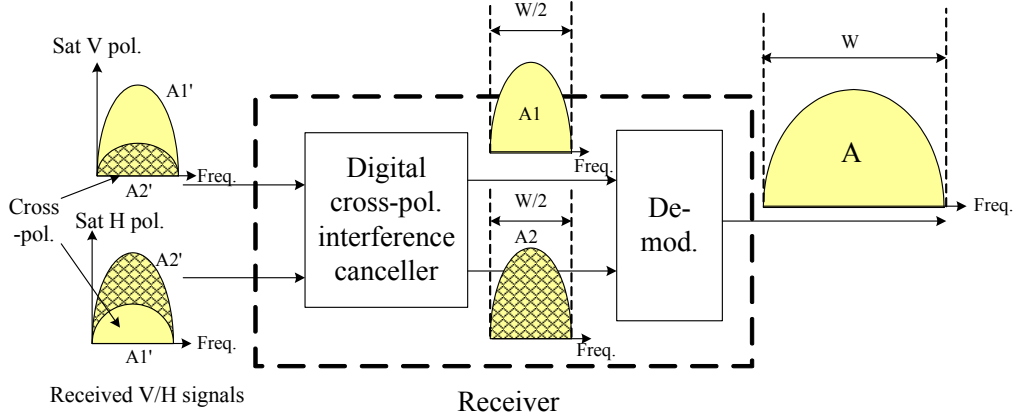 Sat V pol.
A1'
Freq.
A2'
Cross
-pol.
Sat H pol.
A2'
Freq.
A1'
Received V/H signals
Digital
cross-pol.
interference
canceller
W/2
A1
Freq.
W/2
A2
Freq.
De-
mod.
Receiver
W
A
Freq.